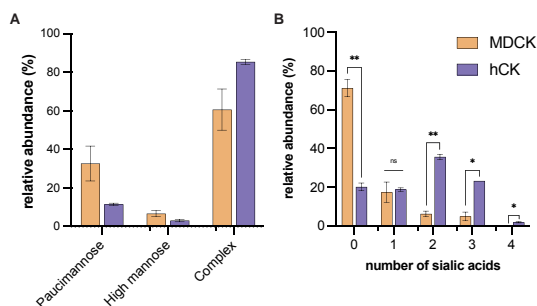 A
relative abundance (%)
100
80
60
40
20
0
Paucimannose
High mannose
Complex
B
relative abundance (%)
100
80
60
40
20
0
MDCK
hCK
**
ns
**
*
*
0 1 2 3 4
number of sialic acids